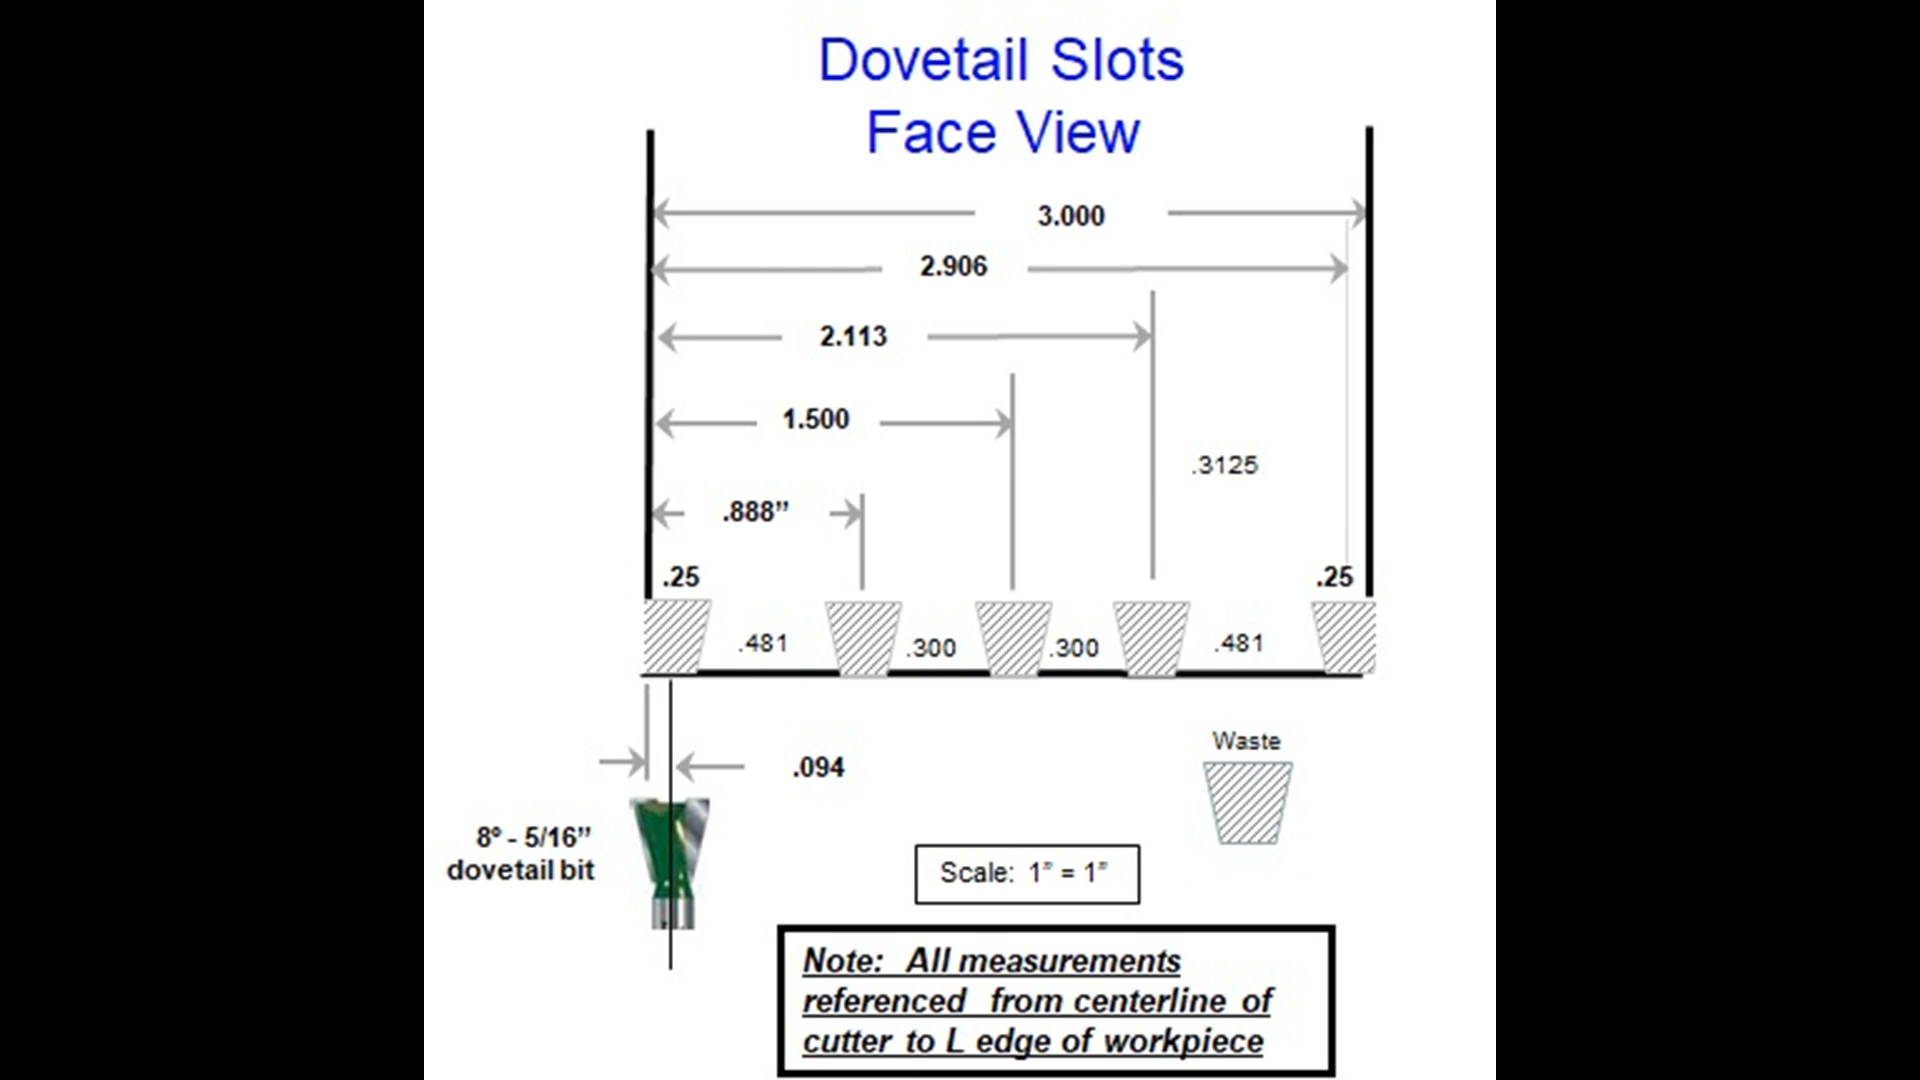 Dovetail Slots
Face View
3.000
2.906
2.113
1.500
.3125
.888”
.25
.25
.481
.300
.300
.481
Waste
.094
8º - 5/16”
dovetail bit
Scale: 1” = 1”
Note: All measurements
referenced from centerline of
cutter to L edge of workpiece